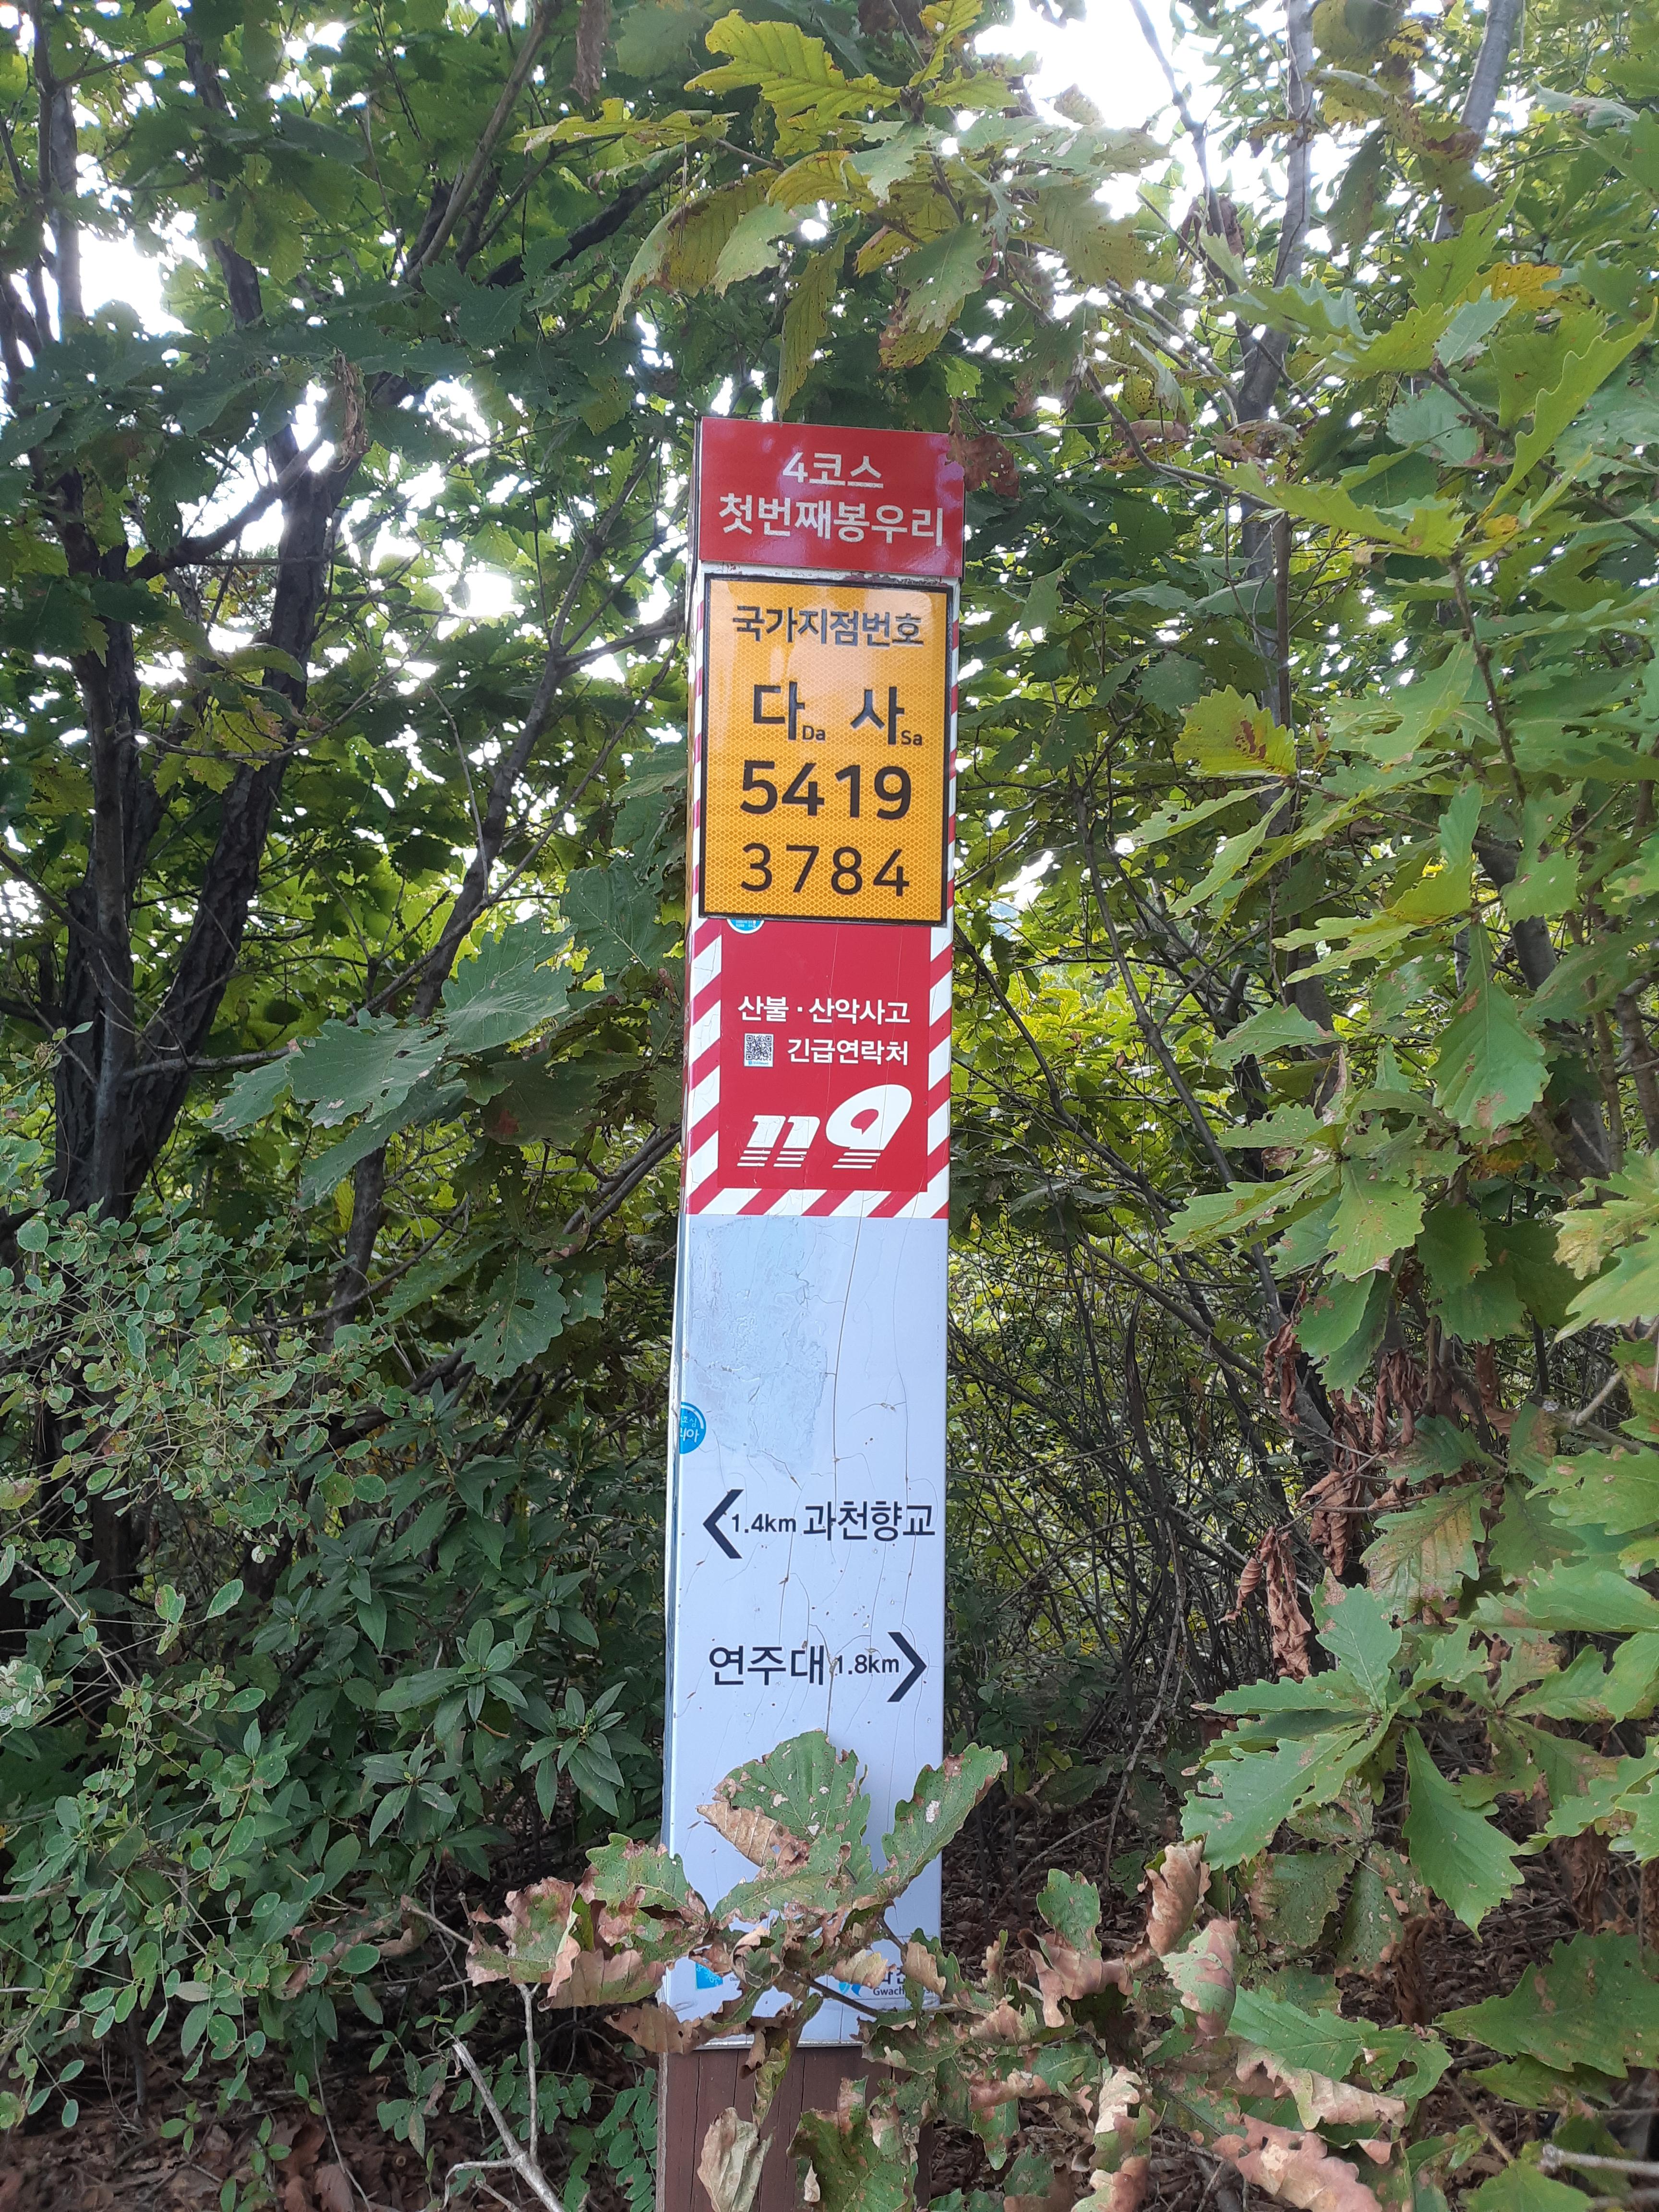 4코스
첫번째봉우리
국가지점번호
다Da 사Sa
5419
3784
산불·산악사고
긴급연락처
119
1.4km 과천향교
연주대 1.8km